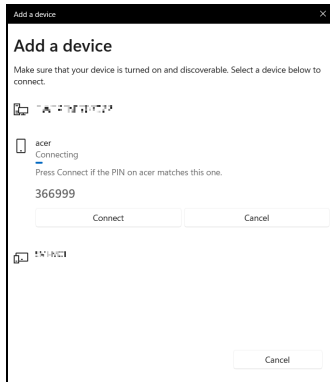 Add a device
Add a device
Make sure that your device is turned on and discoverable. Select a device below to
connect.
acer
Connecting
Press Connect if the PIN on acer matches this one.
366999
Connect Cancel
Cancel